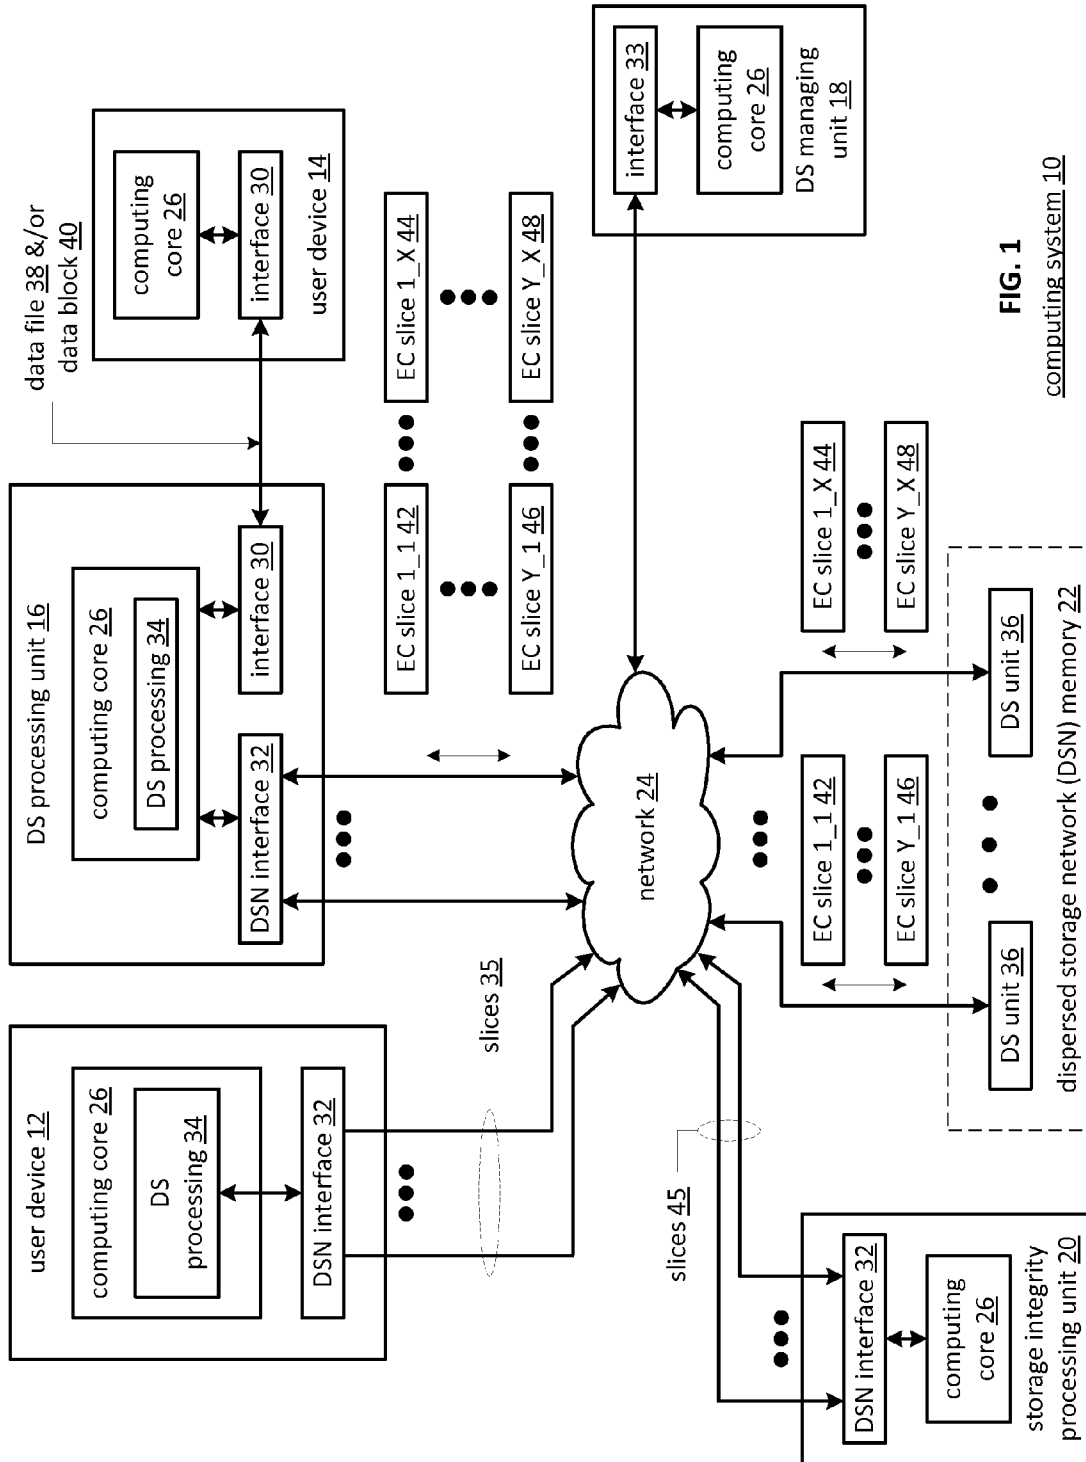 user device 12
computing core 26
DS
processing 34
DSN interface 32
slices 35
DS processing unit 16
computing core 26
DS processing 34
DSN interface 32
interface 30
data file 38 &/or
data block 40
computing
core 26
interface 30
user device 14
EC slice 1_1 42
EC slice 1_X 44
EC slice Y_1 46
EC slice Y_X 48
network 24
interface 33
computing
core 26
DS managing
unit 18
slices 45
DSN interface 32
computing
core 26
storage integrity
processing unit 20
EC slice 1_1 42
EC slice Y_1 46
EC slice 1_X 44
EC slice Y_X 48
DS unit 36
DS unit 36
dispersed storage network (DSN) memory 22
FIG. 1
computing system 10